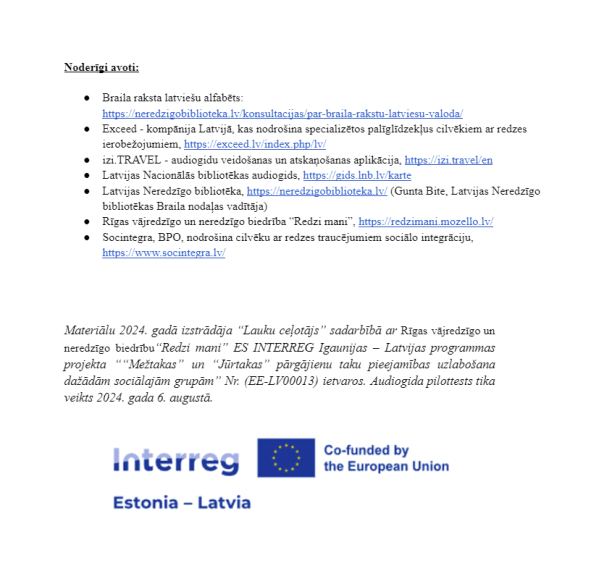 Noderīgi avoti:
● Braila raksta latviešu alfabēts:
https://neredzigobiblioteka.lv/konsultacijas/par-braila-rakstu-latviesu-valoda/
● Exceed - kompānija Latvijā, kas nodrošina specializētos palīglīdzekļus cilvēkiem ar redzes
ierobežojumiem, https://exceed.lv/index.php/lv/
● izi.TRAVEL - audiogidu veidošanas un atskaņošanas aplikācija, https://izi.travel/en
● Latvijas Nacionālās bibliotēkas audiogids, https://gids.lnb.lv/karte
● Latvijas Neredzīgo bibliotēka, https://neredzigobiblioteka.lv/ (Gunta Bite, Latvijas Neredzīgo
bibliotēkas Braila nodaļas vadītāja)
● Rīgas vājredzīgo un neredzīgo biedrība “Redzi mani”, https://redzimani.mozello.lv/
● Socintegra, BPO, nodrošina cilvēku ar redzes traucējumiem sociālo integrāciju,
https://www.socintegra.lv/
Materiālu 2024. gadā izstrādāja “Lauku ceļotājs” sadarbībā ar Rīgas vājredzīgo un
neredzīgo biedrību“Redzi mani” ES INTERREG Igaunijas – Latvijas programmas
projekta ““Mežtakas” un “Jūrtakas” pārgājienu taku pieejamības uzlabošana
dažādām sociālajām grupām” Nr. (EE-LV00013) ietvaros. Audiogida pilottests tika
veikts 2024. gada 6. augustā.
Interreg
Co-funded by
the European Union
Estonia – Latvia